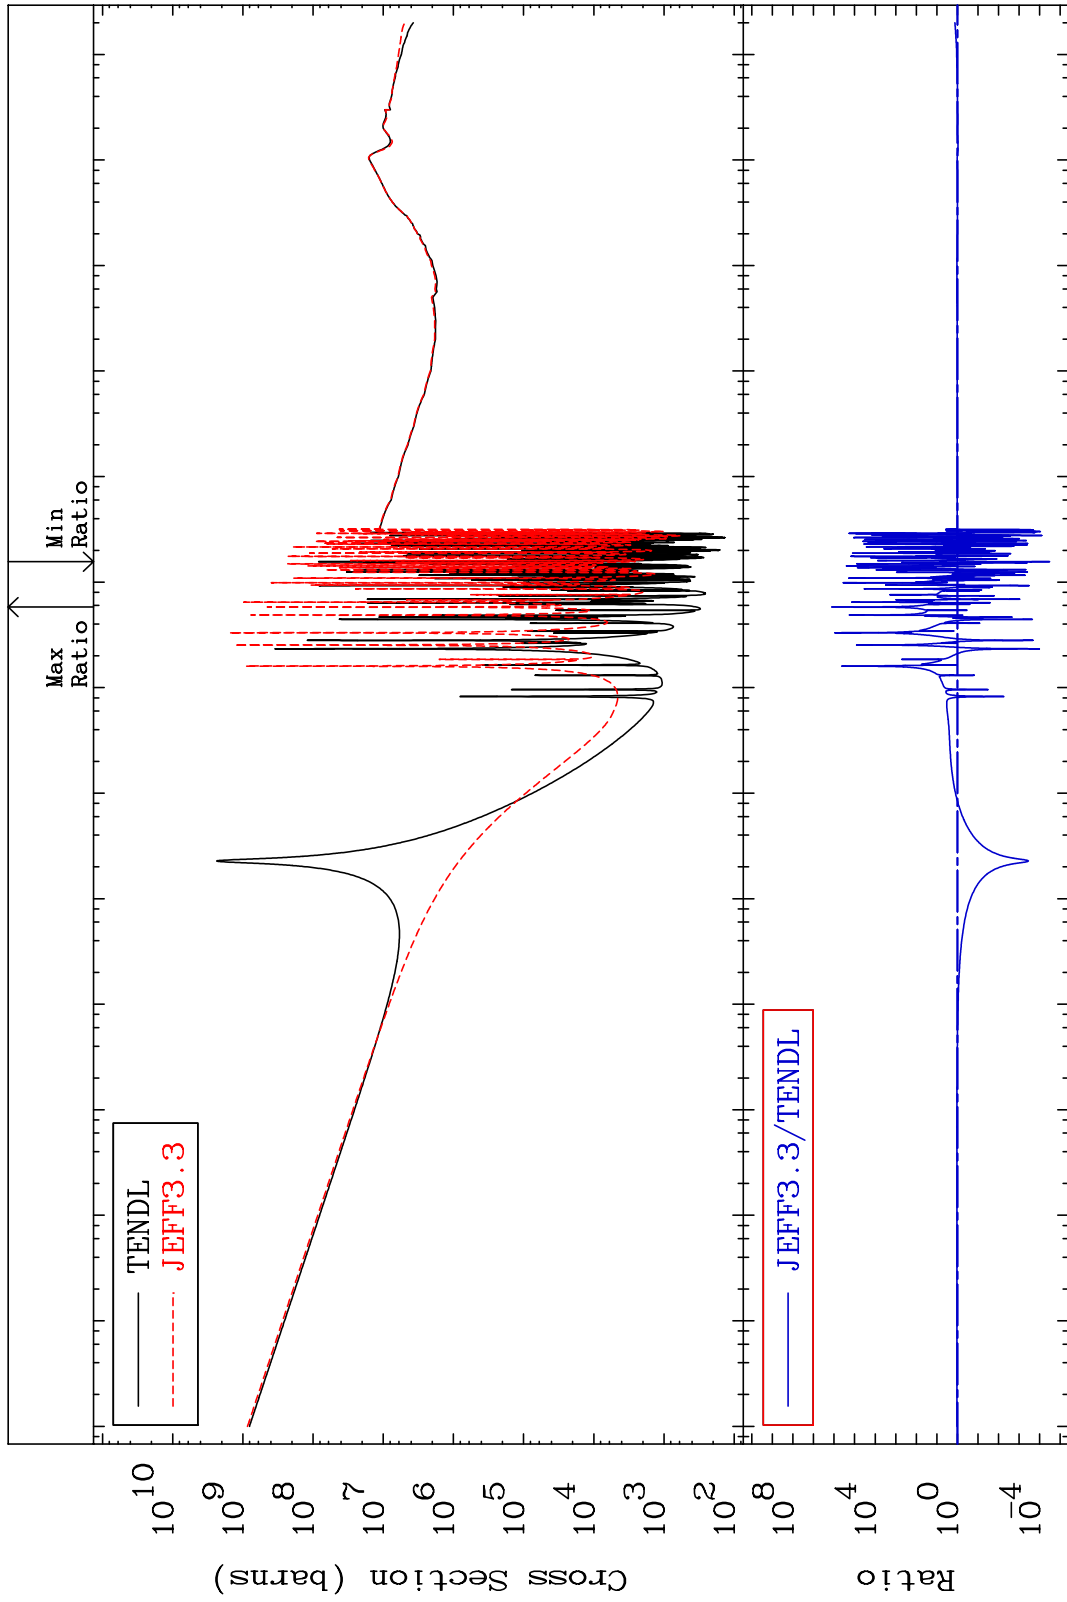 Max
Ratio
Min
Ratio
TENDL
JEFF3.3
10^10
10^9
10^8
10^7
10^6
10^5
10^4
10^3
10^2
Cross Section (barns)
JEFF3.3/TENDL
10^8
10^4
10^0
10^-4
Ratio